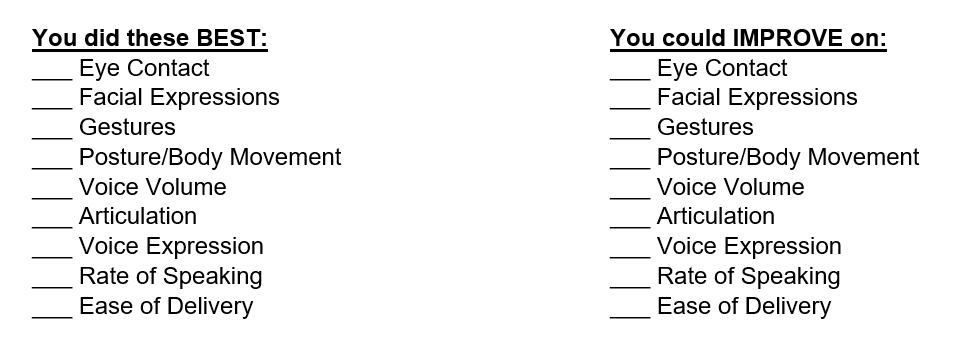 You did these BEST:
___ Eye Contact
___ Facial Expressions
___ Gestures
___ Posture/Body Movement
___ Voice Volume
___ Articulation
___ Voice Expression
___ Rate of Speaking
___ Ease of Delivery
You could IMPROVE on:
___ Eye Contact
___ Facial Expressions
___ Gestures
___ Posture/Body Movement
___ Voice Volume
___ Articulation
___ Voice Expression
___ Rate of Speaking
___ Ease of Delivery